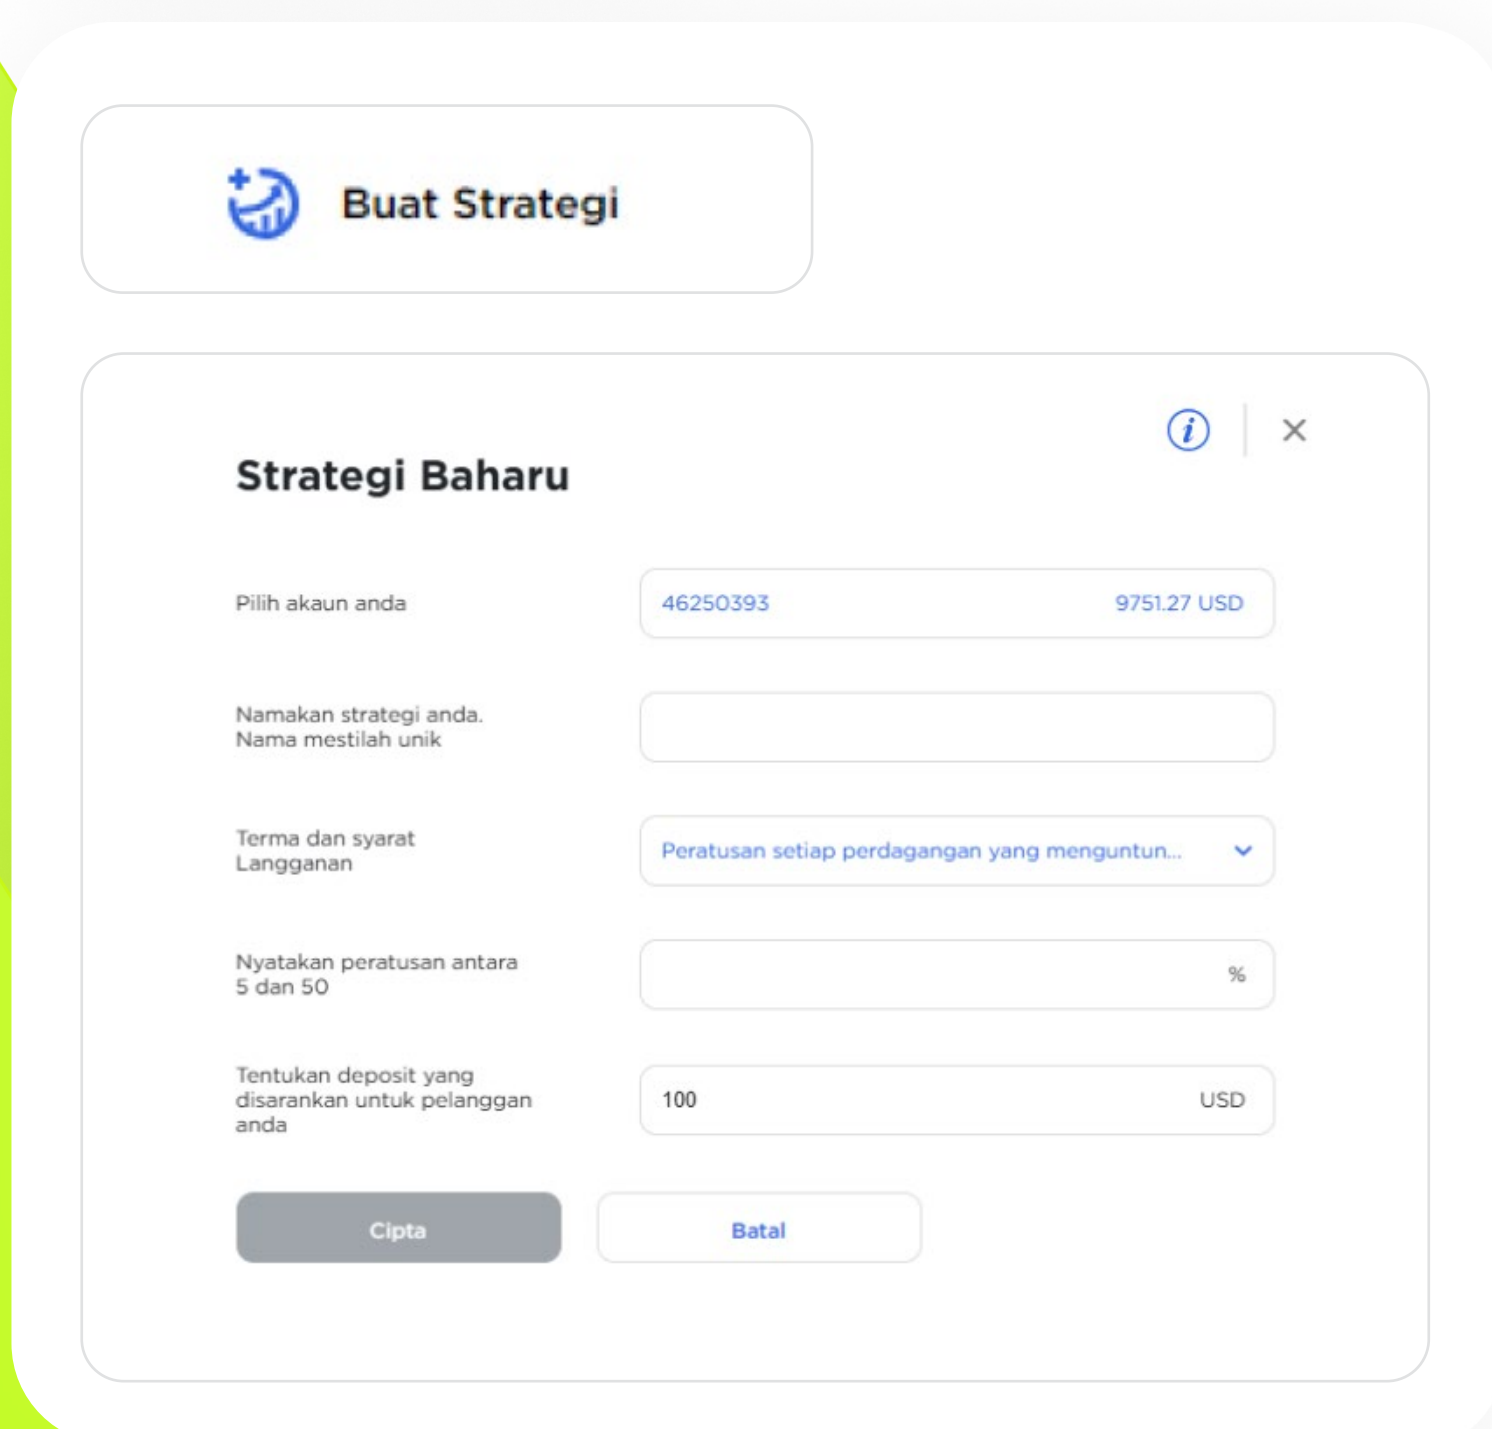 Buat Strategi
Strategi Baharu
Pilih akaun anda
46250393 9751.27 USD
Namakan strategi anda.
Nama mestilah unik
Terma dan syarat
Langganan
Peratusan setiap perdagangan yang menguntun...
Nyatakan peratusan antara
5 dan 50
%
Tentukan deposit yang
disarankan untuk pelanggan
anda
100 USD
Cipta Batal